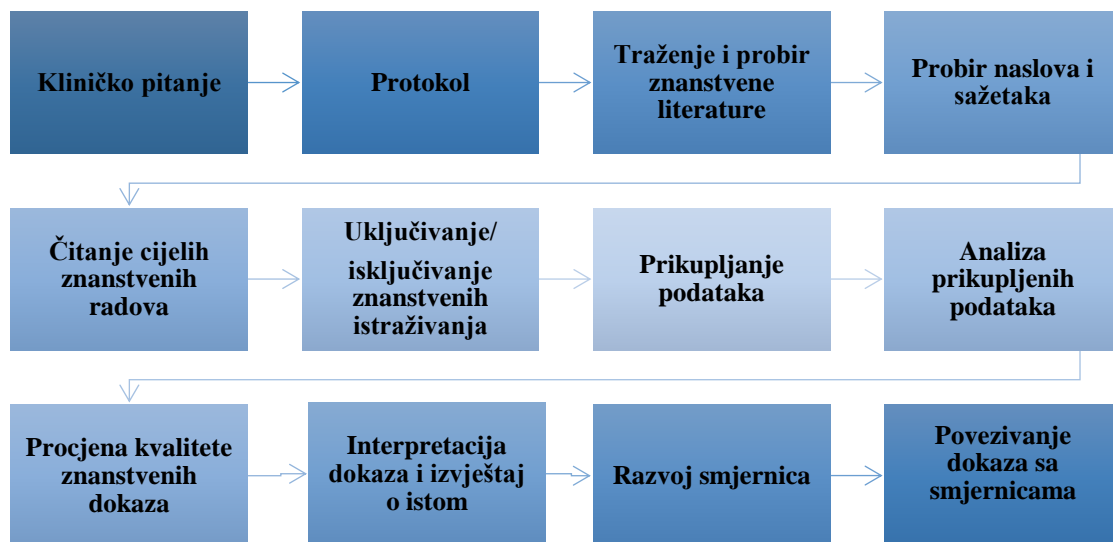 Kliničko pitanje
Protokol
Traženje i probir
znanstvene
literature
Probir naslova i
sažetaka
Čitanje cijelih
znanstvenih
radova
Uključivanje/
isključivanje
znanstvenih
istraživanja
Prikupljanje
podataka
Analiza
prikupljenih
podataka
Procjena kvalitete
znanstvenih
dokaza
Interpretacija
dokaza i izvještaj
o istom
Razvoj smjernica
Povezivanje
dokaza sa
smjernicama